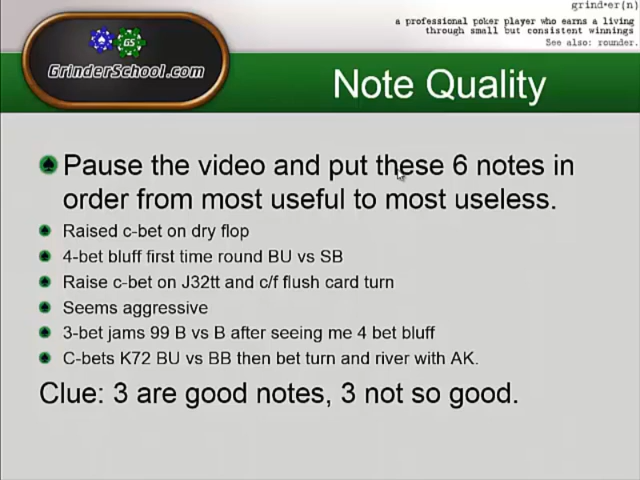 grind•er(n)
a professional poker player who earns a living
through small but consistent winnings
See also: rounder.
GS
GrinderSchool.com
Note Quality
Pause the video and put these 6 notes in
order from most useful to most useless.
Raised c-bet on dry flop
4-bet bluff first time round BU vs SB
Raise c-bet on J32tt and c/f flush card turn
Seems aggressive
3-bet jams 99 B vs B after seeing me 4 bet bluff
C-bets K72 BU vs BB then bet turn and river with AK.
Clue: 3 are good notes, 3 not so good.